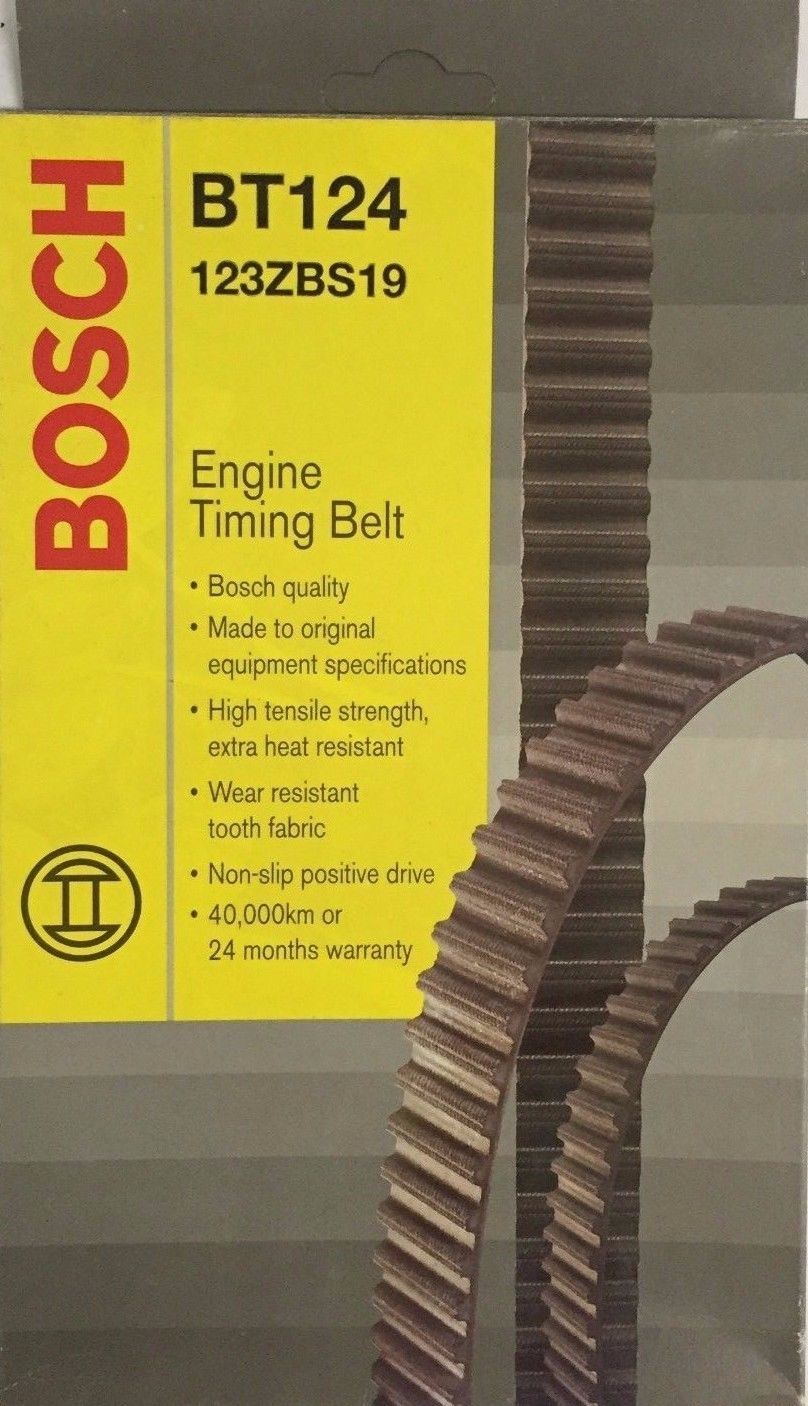 BOSCH
BT124
123ZBS19
Engine
Timing Belt
• Bosch quality
• Made to original
equipment specifications
• High tensile strength,
extra heat resistant
• Wear resistant
tooth fabric
• Non-slip positive drive
• 40,000km or
24 months warranty